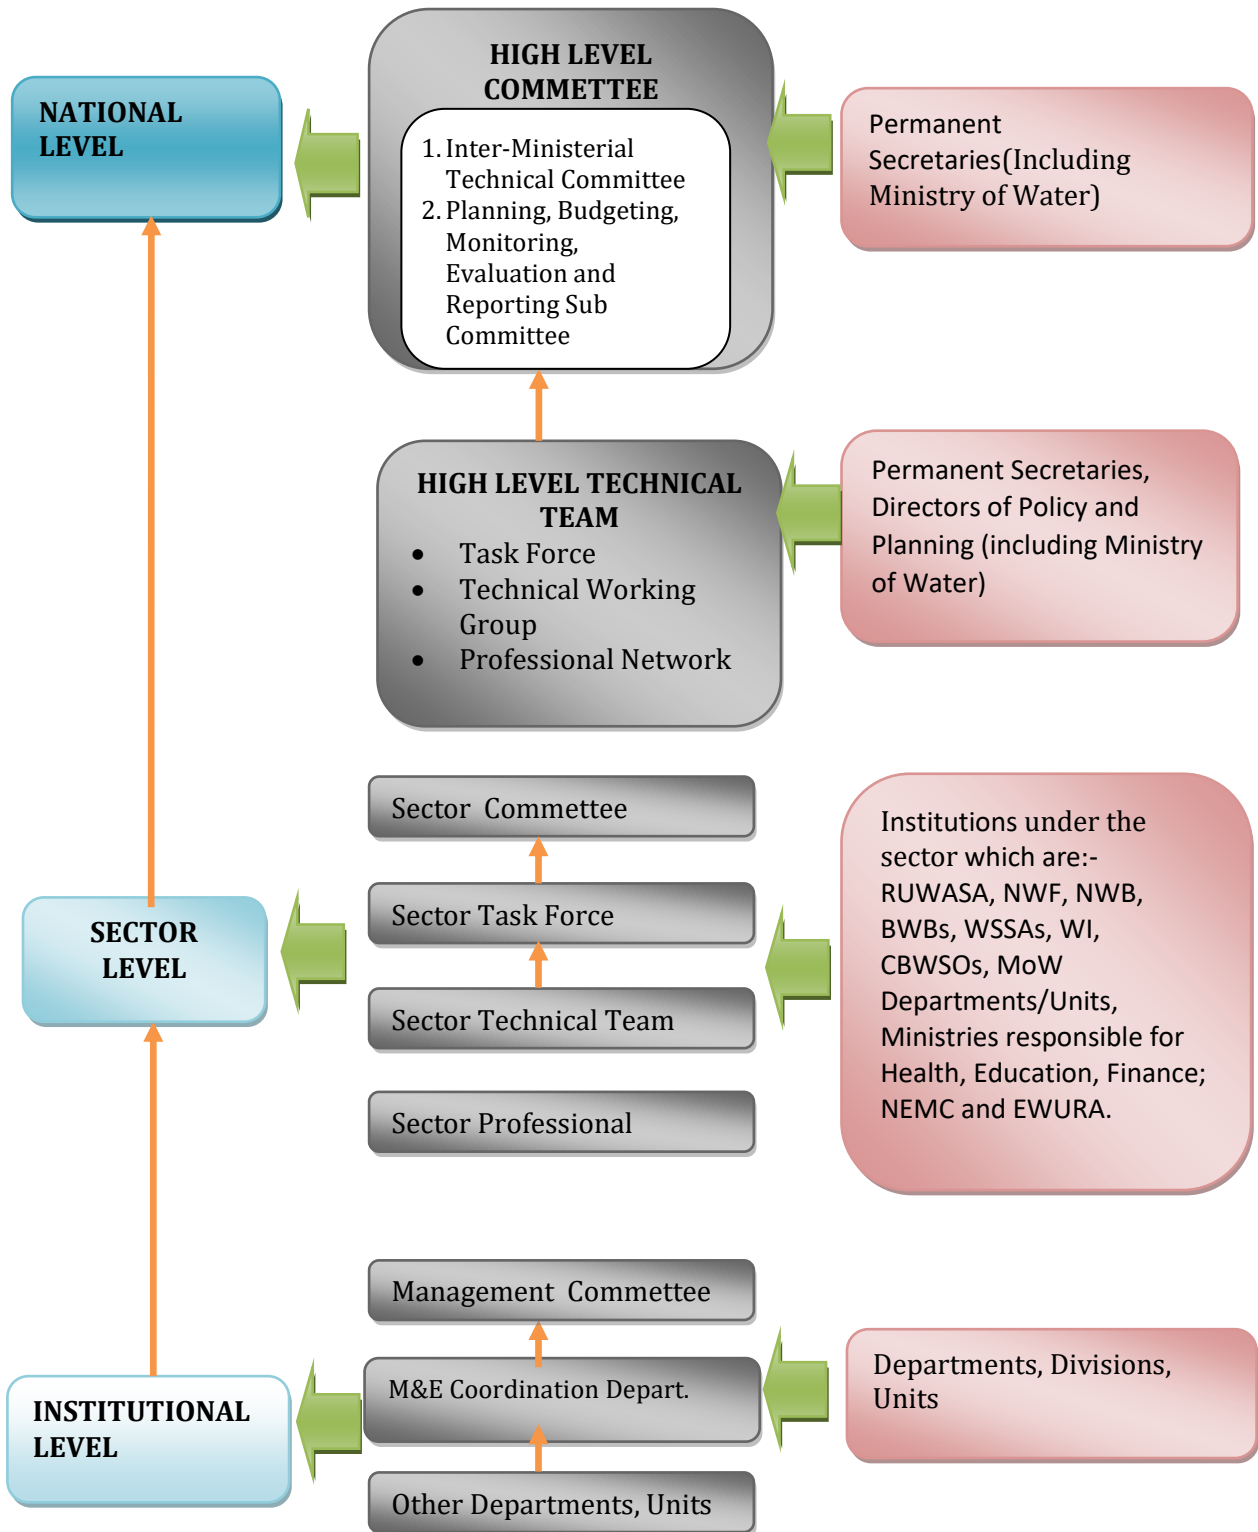 HIGH LEVEL
COMMETTEE
1. Inter-Ministerial
Technical Committee
2. Planning, Budgeting,
Monitoring,
Evaluation and
Reporting Sub
Committee
NATIONAL
LEVEL
Permanent
Secretaries(Including
Ministry of Water)
HIGH LEVEL TECHNICAL
TEAM
• Task Force
• Technical Working
Group
• Professional Network
Permanent Secretaries,
Directors of Policy and
Planning (including Ministry
of Water)
Sector Commettee
Sector Task Force
Sector Technical Team
Sector Professional
SECTOR
LEVEL
Institutions under the
sector which are:-
RUWASA, NWF, NWB,
BWBs, WSSAs, WI,
CBWSOs, MoW
Departments/Units,
Ministries responsible for
Health, Education, Finance;
NEMC and EWURA.
Management Committee
M&E Coordination Depart.
Other Departments, Units
INSTITUTIONAL
LEVEL
Departments, Divisions,
Units